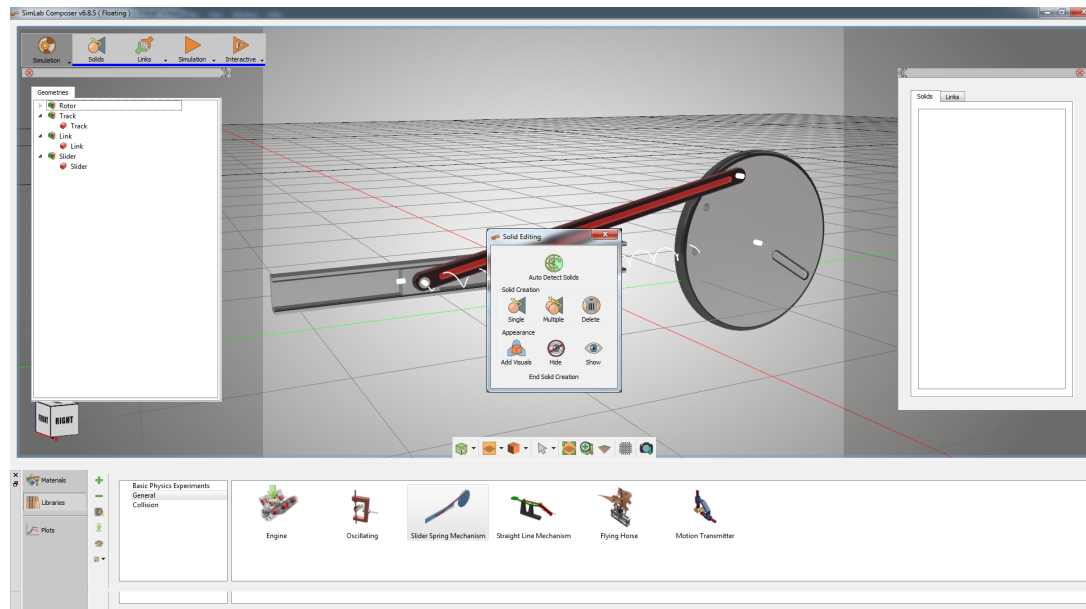 SimLab Composer v6.8.5 ( Floating )
Simulation
Solids
Links
Simulation
Interactive
Geometries
Rotor
Track
Track
Link
Link
Slider
Slider
Solids
Links
Solid Editing
Auto Detect Solids
Solid Creation
Single
Multiple
Delete
Appearance
Add Visuals
Hide
Show
End Solid Creation
FRONT
RIGHT
Materials
Libraries
Plots
Basic Physics Experiments
General
Collision
Engine
Oscillating
Slider Spring Mechanism
Straight Line Mechanism
Flying Horse
Motion Transmitter